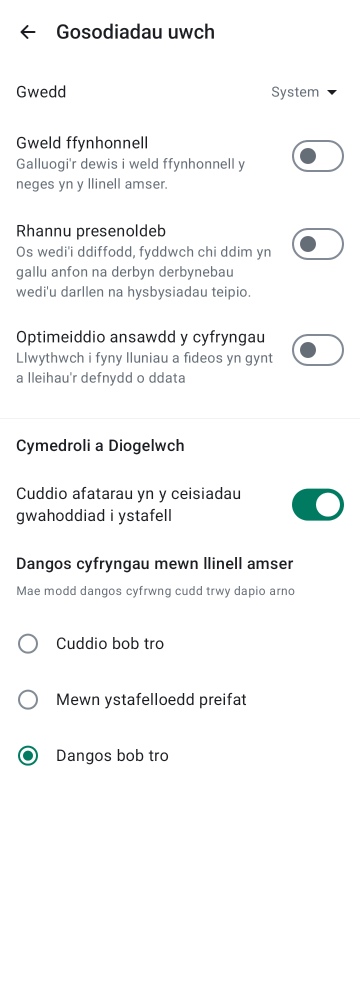 Gosodiadau uwch
Gwedd
System
Gweld ffynhonnell
Galluogi'r dewis i weld ffynhonnell y
neges yn y llinell amser.
Rhannu presenoldeb
Os wedi'i ddiffodd, fyddwch chi ddim yn
gallu anfon na derbyn derbynebau
wedi'u darllen na hysbysiadau teipio.
Optimeiddio ansawdd y cyfryngau
Llwythwch i fyny lluniau a fideos yn gynt
a lleihau'r defnydd o ddata
Cymedroli a Diogelwch
Cuddio afatarau yn y ceisiadau
gwahoddiad i ystafell
Dangos cyfryngau mewn llinell amser
Mae modd dangos cyfrwng cudd trwy dapio arno
Cuddio bob tro
Mewn ystafelloedd preifat
Dangos bob tro